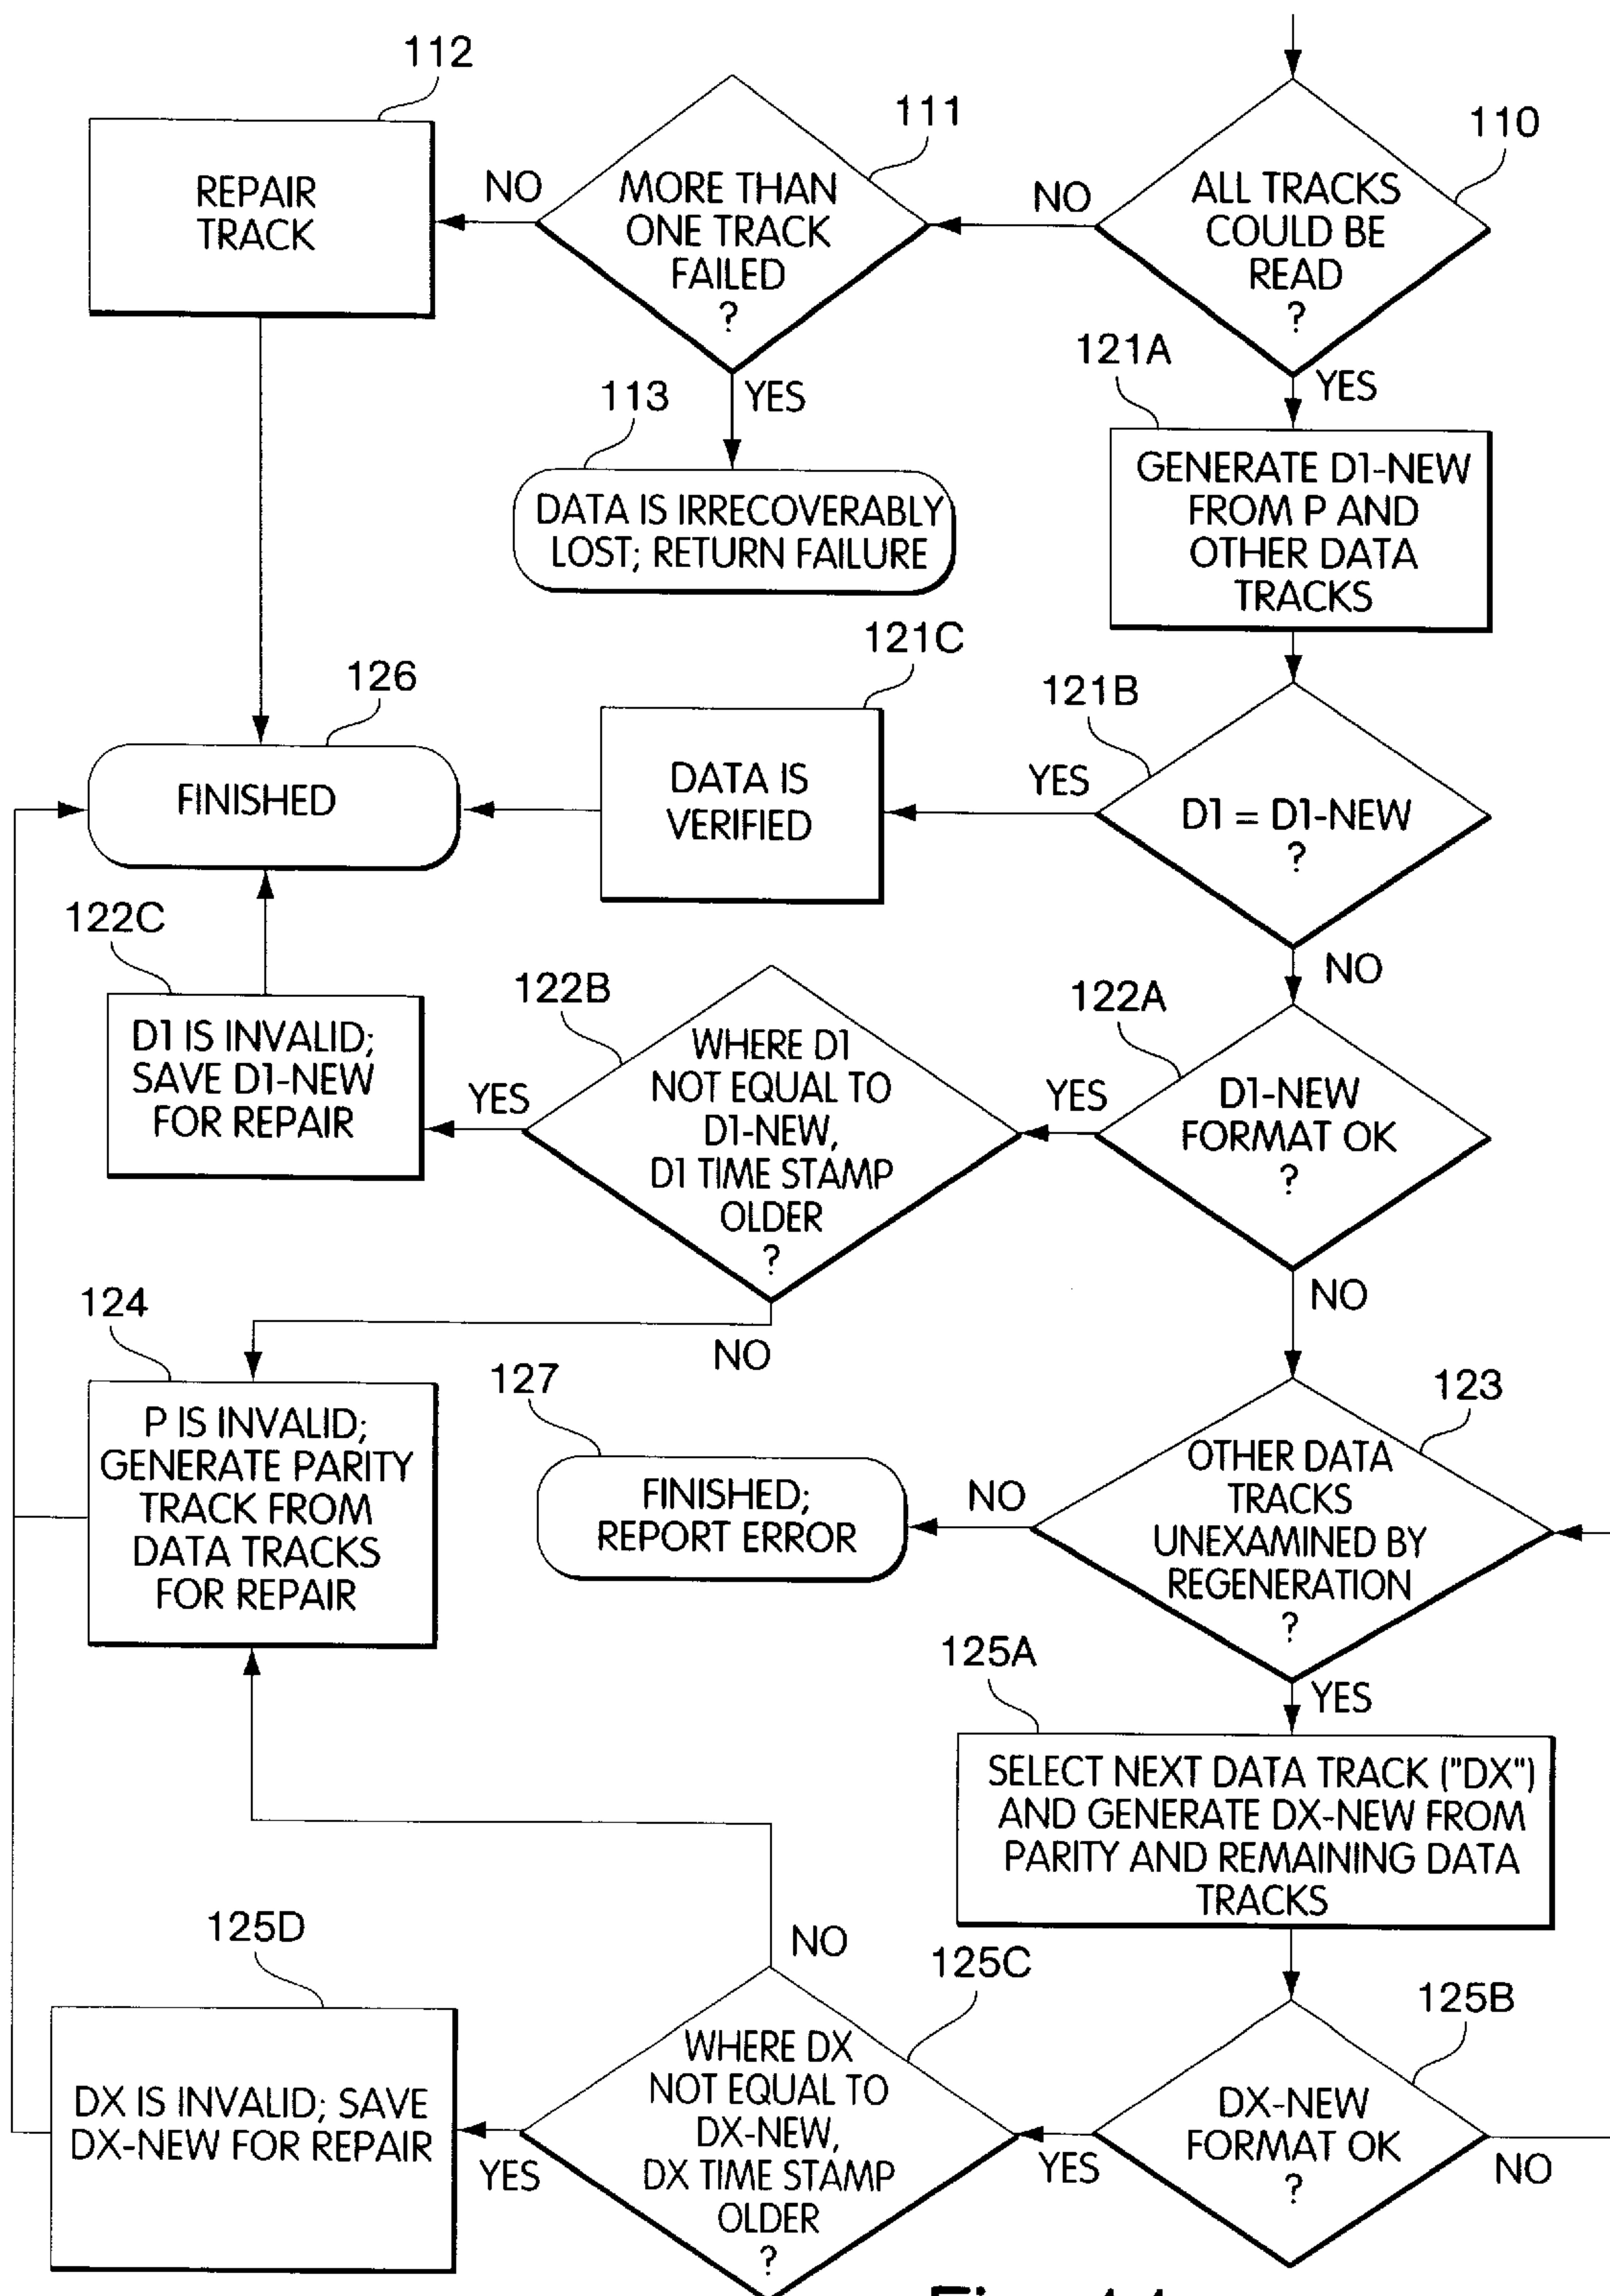 112
REPAIR
TRACK
NO
111
MORE THAN
ONE TRACK
FAILED
?
NO
110
ALL TRACKS
COULD BE
READ
?
YES
113
DATA IS IRRECOVERABLY
LOST; RETURN FAILURE
YES
121A
GENERATE D1-NEW
FROM P AND
OTHER DATA
TRACKS
126
FINISHED
121C
DATA IS
VERIFIED
YES
121B
D1 = D1-NEW
?
NO
122C
D1 IS INVALID;
SAVE D1-NEW
FOR REPAIR
YES
122B
WHERE D1
NOT EQUAL TO
D1-NEW,
D1 TIME STAMP
OLDER
?
NO
YES
122A
D1-NEW
FORMAT OK
?
NO
124
P IS INVALID;
GENERATE PARITY
TRACK FROM
DATA TRACKS
FOR REPAIR
127
FINISHED;
REPORT ERROR
NO
123
OTHER DATA
TRACKS
UNEXAMINED BY
REGENERATION
?
YES
125A
SELECT NEXT DATA TRACK ("DX")
AND GENERATE DX-NEW FROM
PARITY AND REMAINING DATA
TRACKS
125D
DX IS INVALID; SAVE
DX-NEW FOR REPAIR
YES
NO
125C
WHERE DX
NOT EQUAL TO
DX-NEW,
DX TIME STAMP
OLDER
?
YES
125B
DX-NEW
FORMAT OK
?
NO